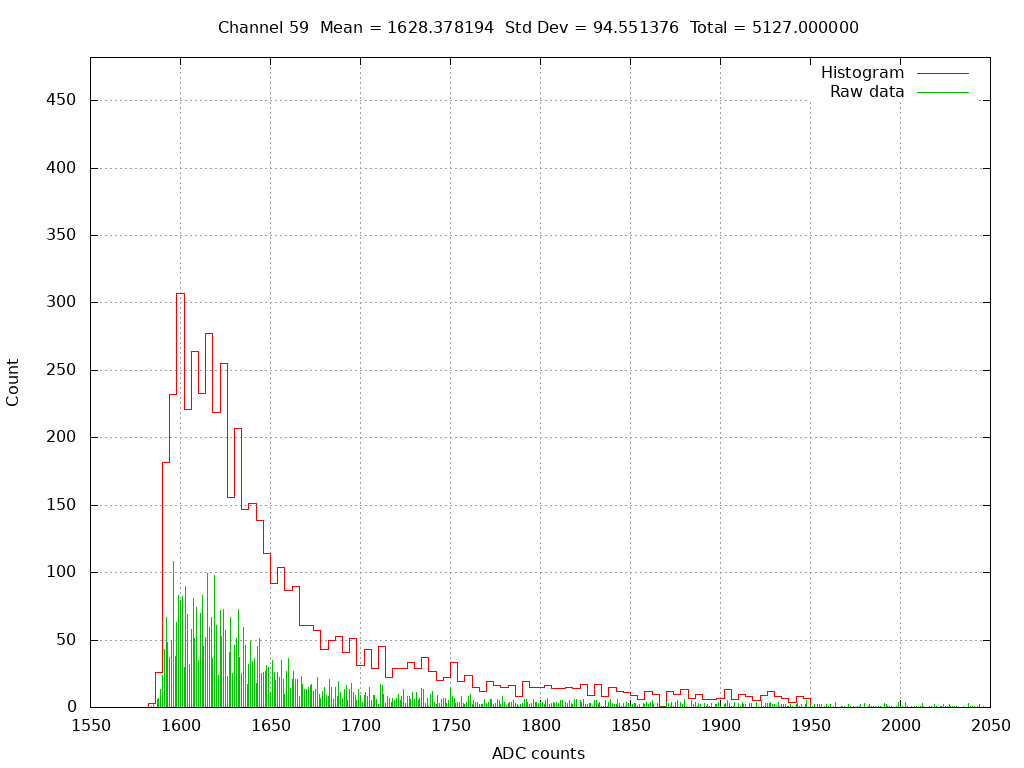 Channel 59 Mean = 1628.378194 Std Dev = 94.551376 Total = 5127.000000
Histogram
Raw data
450
400
350
300
250
200
150
100
50
0
Count
1550 1600 1650 1700 1750 1800 1850 1900 1950 2000 2050
ADC counts